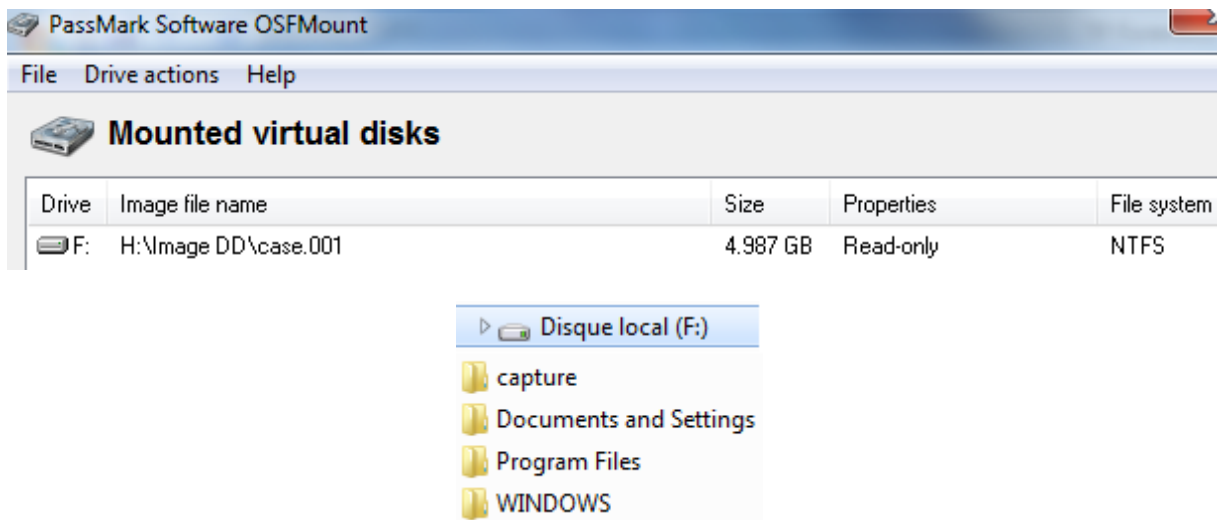 PassMark Software OSFMount
File Drive actions Help
Mounted virtual disks
Drive Image file name Size Properties File system
F: H:\Image DD\case.001 4.987 GB Read-only NTFS
Disque local (F:)
capture
Documents and Settings
Program Files
WINDOWS